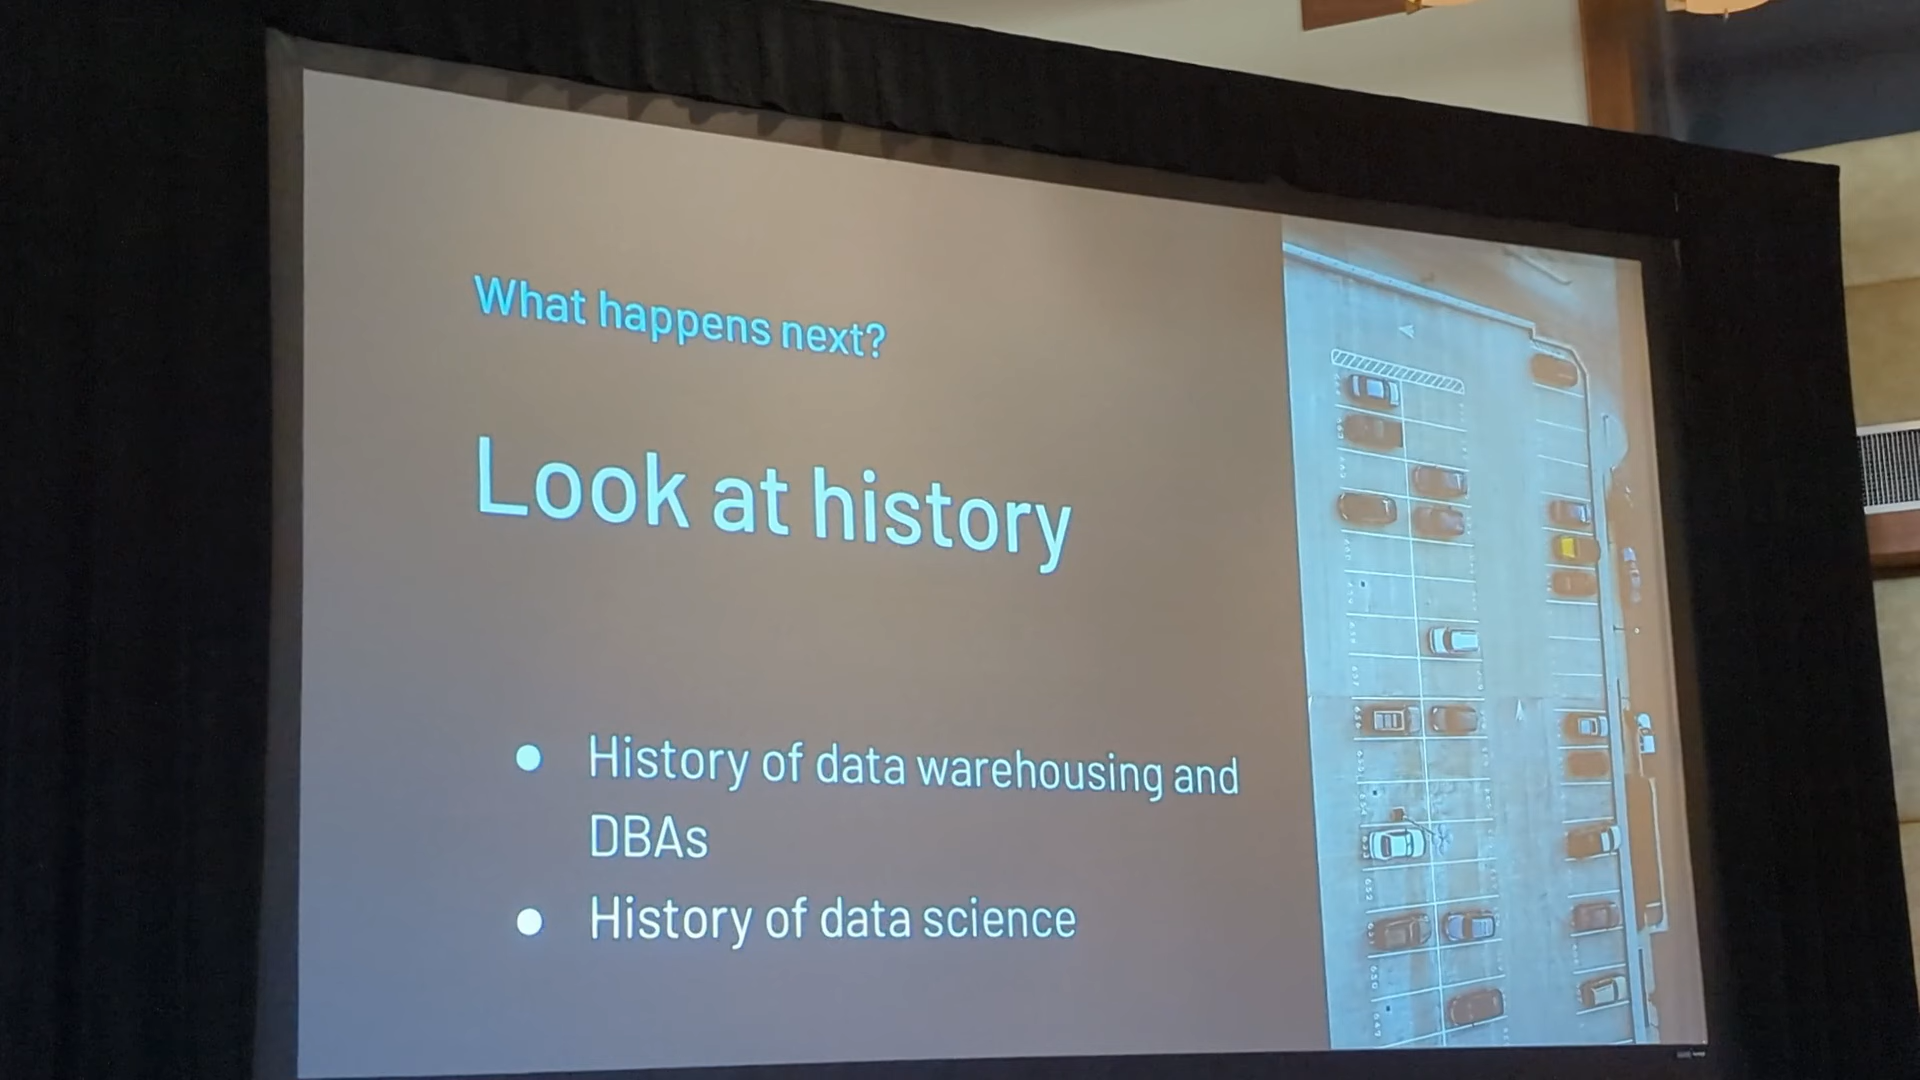 What happens next?
Look at history
● History of data warehousing and
DBAs
● History of data science